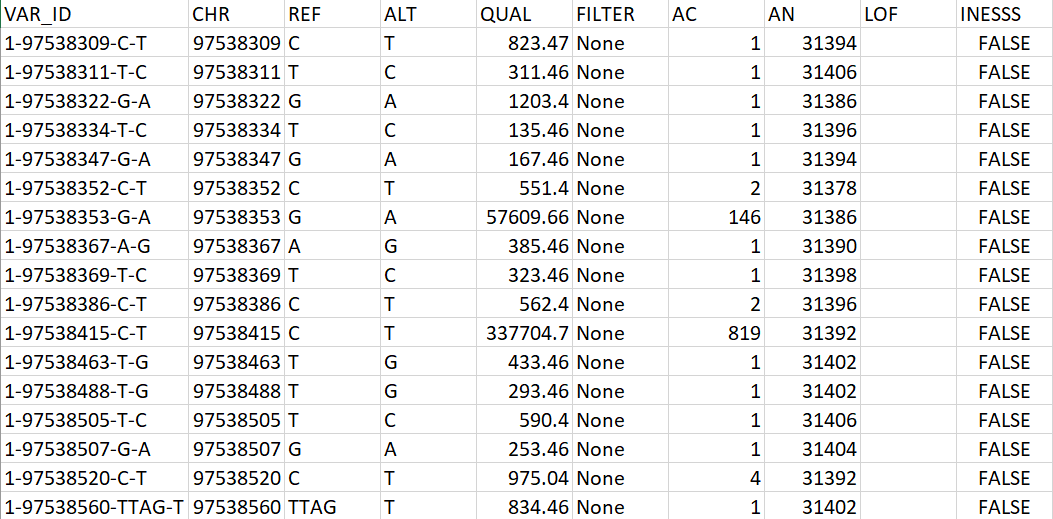 VAR_ID CHR REF ALT QUAL FILTER AC AN LOF INESSS
1-97538309-C-T 97538309 C T 823.47 None 1 31394 FALSE
1-97538311-T-C 97538311 T C 311.46 None 1 31406 FALSE
1-97538322-G-A 97538322 G A 1203.4 None 1 31386 FALSE
1-97538334-T-C 97538334 T C 135.46 None 1 31396 FALSE
1-97538347-G-A 97538347 G A 167.46 None 1 31394 FALSE
1-97538352-C-T 97538352 C T 551.4 None 2 31378 FALSE
1-97538353-G-A 97538353 G A 57609.66 None 146 31386 FALSE
1-97538367-A-G 97538367 A G 385.46 None 1 31390 FALSE
1-97538369-T-C 97538369 T C 323.46 None 1 31398 FALSE
1-97538386-C-T 97538386 C T 562.4 None 2 31396 FALSE
1-97538415-C-T 97538415 C T 337704.7 None 819 31392 FALSE
1-97538463-T-G 97538463 T G 433.46 None 1 31402 FALSE
1-97538488-T-G 97538488 T G 293.46 None 1 31402 FALSE
1-97538505-T-C 97538505 T C 590.4 None 1 31406 FALSE
1-97538507-G-A 97538507 G A 253.46 None 1 31404 FALSE
1-97538520-C-T 97538520 C T 975.04 None 4 31392 FALSE
1-97538560-TTAG-T 97538560 TTAG T 834.46 None 1 31402 FALSE